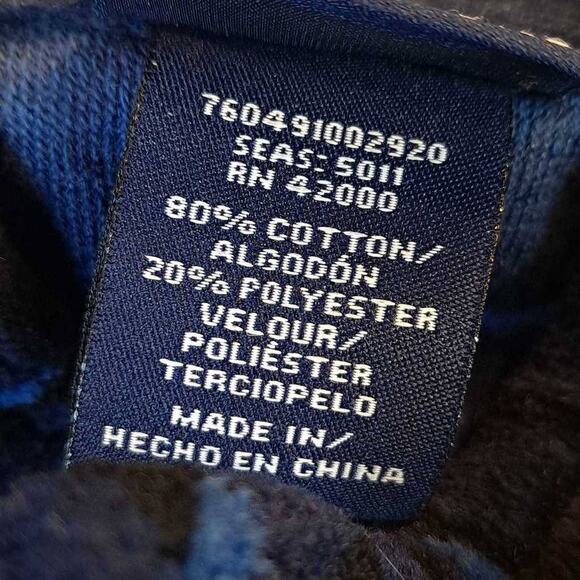 760491002920
SEAS: 5011
RN 42000
80% COTTON/
ALGODÓN
20% POLYESTER
VELOUR/
POLIÉSTER
TERCIOPELO
MADE IN/
HECHO EN CHINA